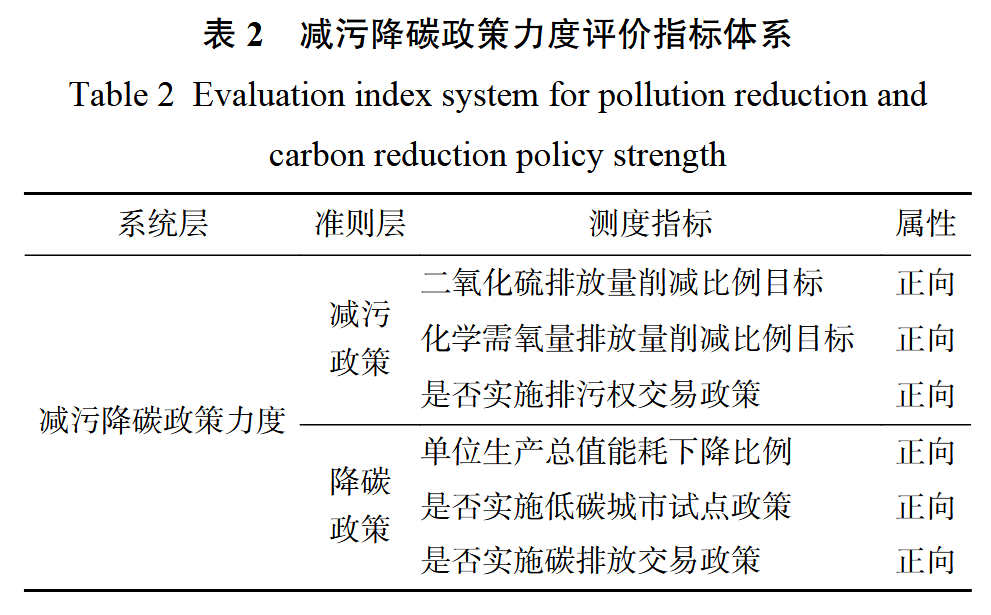 表 2 减污降碳政策力度评价指标体系
Table 2 Evaluation index system for pollution reduction and
carbon reduction policy strength
系统层 准则层 测度指标 属性
减污降碳政策力度
减污
政策
二氧化硫排放量削减比例目标 正向
化学需氧量排放量削减比例目标 正向
是否实施排污权交易政策 正向
降碳
政策
单位生产总值能耗下降比例 正向
是否实施低碳城市试点政策 正向
是否实施碳排放交易政策 正向